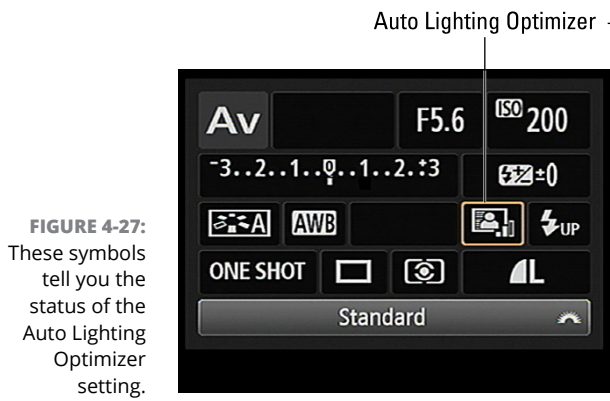 Auto Lighting Optimizer
Av F5.6 ISO 200
-3..2..1..0..1..2.:+3 ±0
A AWB UP
ONE SHOT L
Standard
FIGURE 4-27:
These symbols
tell you the
status of the
Auto Lighting
Optimizer
setting.